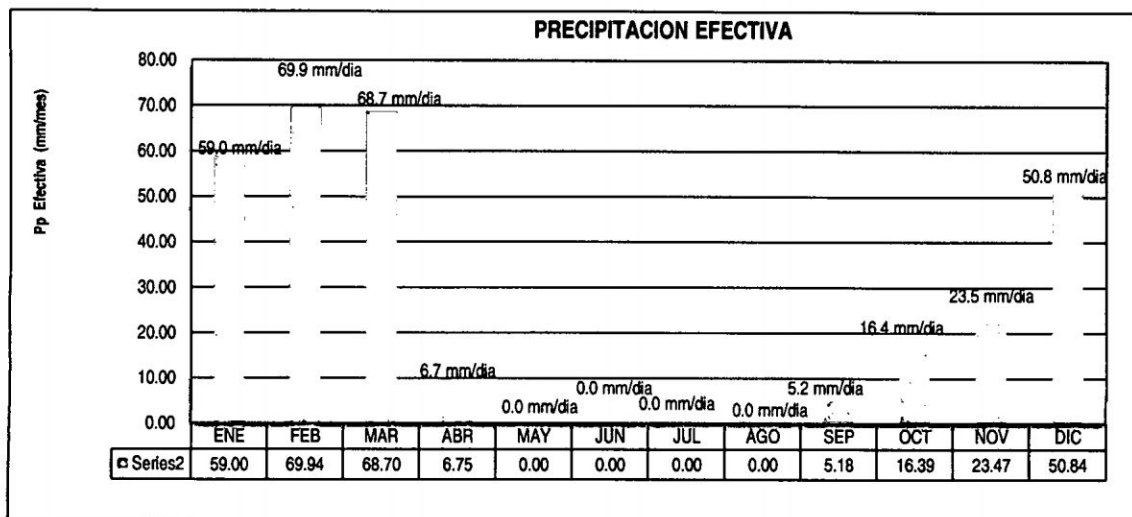 PRECIPITACION EFECTIVA
Pp Efectiva (mm/mes)
80.00
70.00
60.00
50.00
40.00
30.00
20.00
10.00
0.00
59.0 mm/dia
69.9 mm/dia
68.7 mm/dia
6.7 mm/dia
0.0 mm/dia
0.0 mm/dia
0.0 mm/dia
0.0 mm/dia
5.2 mm/dia
16.4 mm/dia
23.5 mm/dia
50.8 mm/dia
ENE FEB MAR ABR MAY JUN JUL AGO SEP OCT NOV DIC
Series2 59.00 69.94 68.70 6.75 0.00 0.00 0.00 0.00 5.18 16.39 23.47 50.84